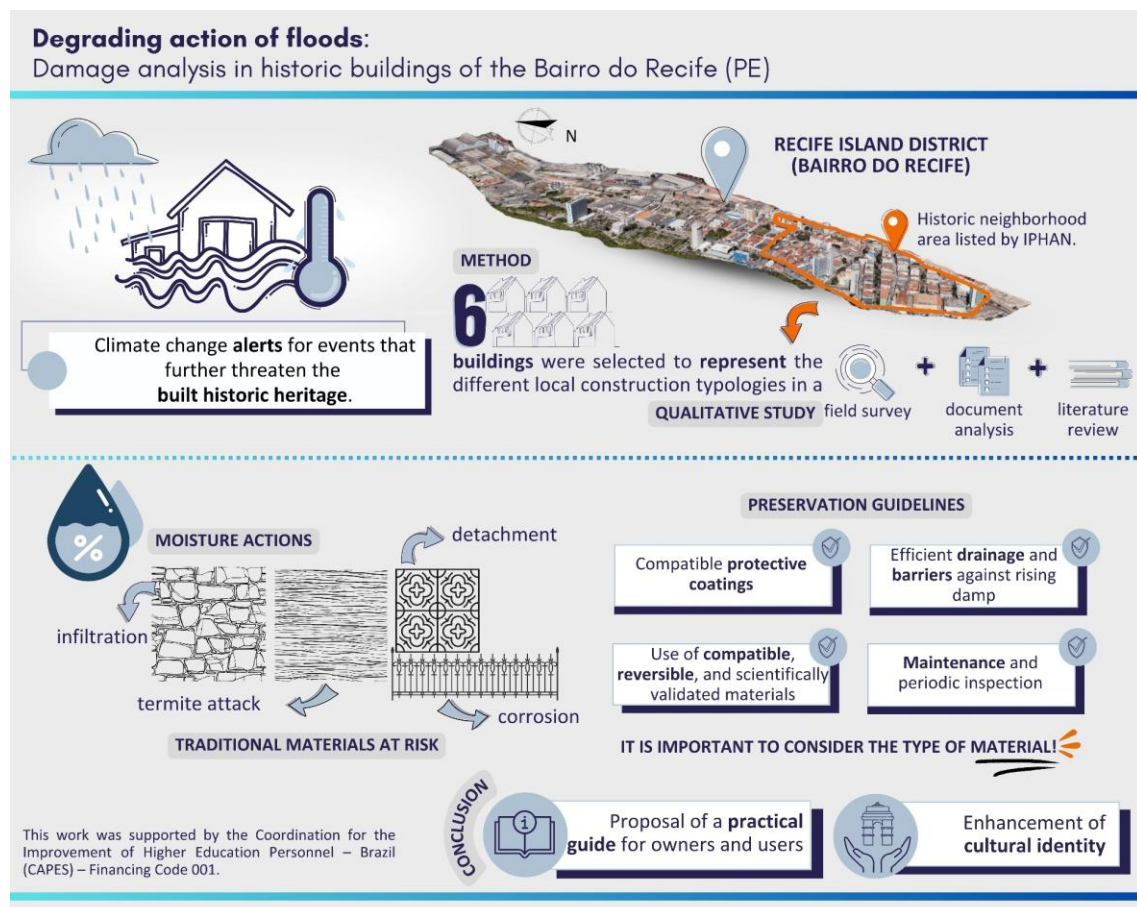 Degrading action of floods:
Damage analysis in historic buildings of the Bairro do Recife (PE)
N
RECIFE ISLAND DISTRICT
(BAIRRO DO RECIFE)
Historic neighborhood
area listed by IPHAN.
Climate change alerts for events that
further threaten the
built historic heritage.
METHOD
6
buildings were selected to represent the
different local construction typologies in a
QUALITATIVE STUDY
field survey
+
document
analysis
+
literature
review
%
MOISTURE ACTIONS
detachment
infiltration
termite attack
corrosion
TRADITIONAL MATERIALS AT RISK
PRESERVATION GUIDELINES
Compatible protective
coatings
Efficient drainage and
barriers against rising
damp
Use of compatible,
reversible, and scientifically
validated materials
Maintenance and
periodic inspection
IT IS IMPORTANT TO CONSIDER THE TYPE OF MATERIAL!
CONCLUSION
i
Proposal of a practical
guide for owners and users
Enhancement of
cultural identity
This work was supported by the Coordination for the
Improvement of Higher Education Personnel – Brazil
(CAPES) – Financing Code 001.